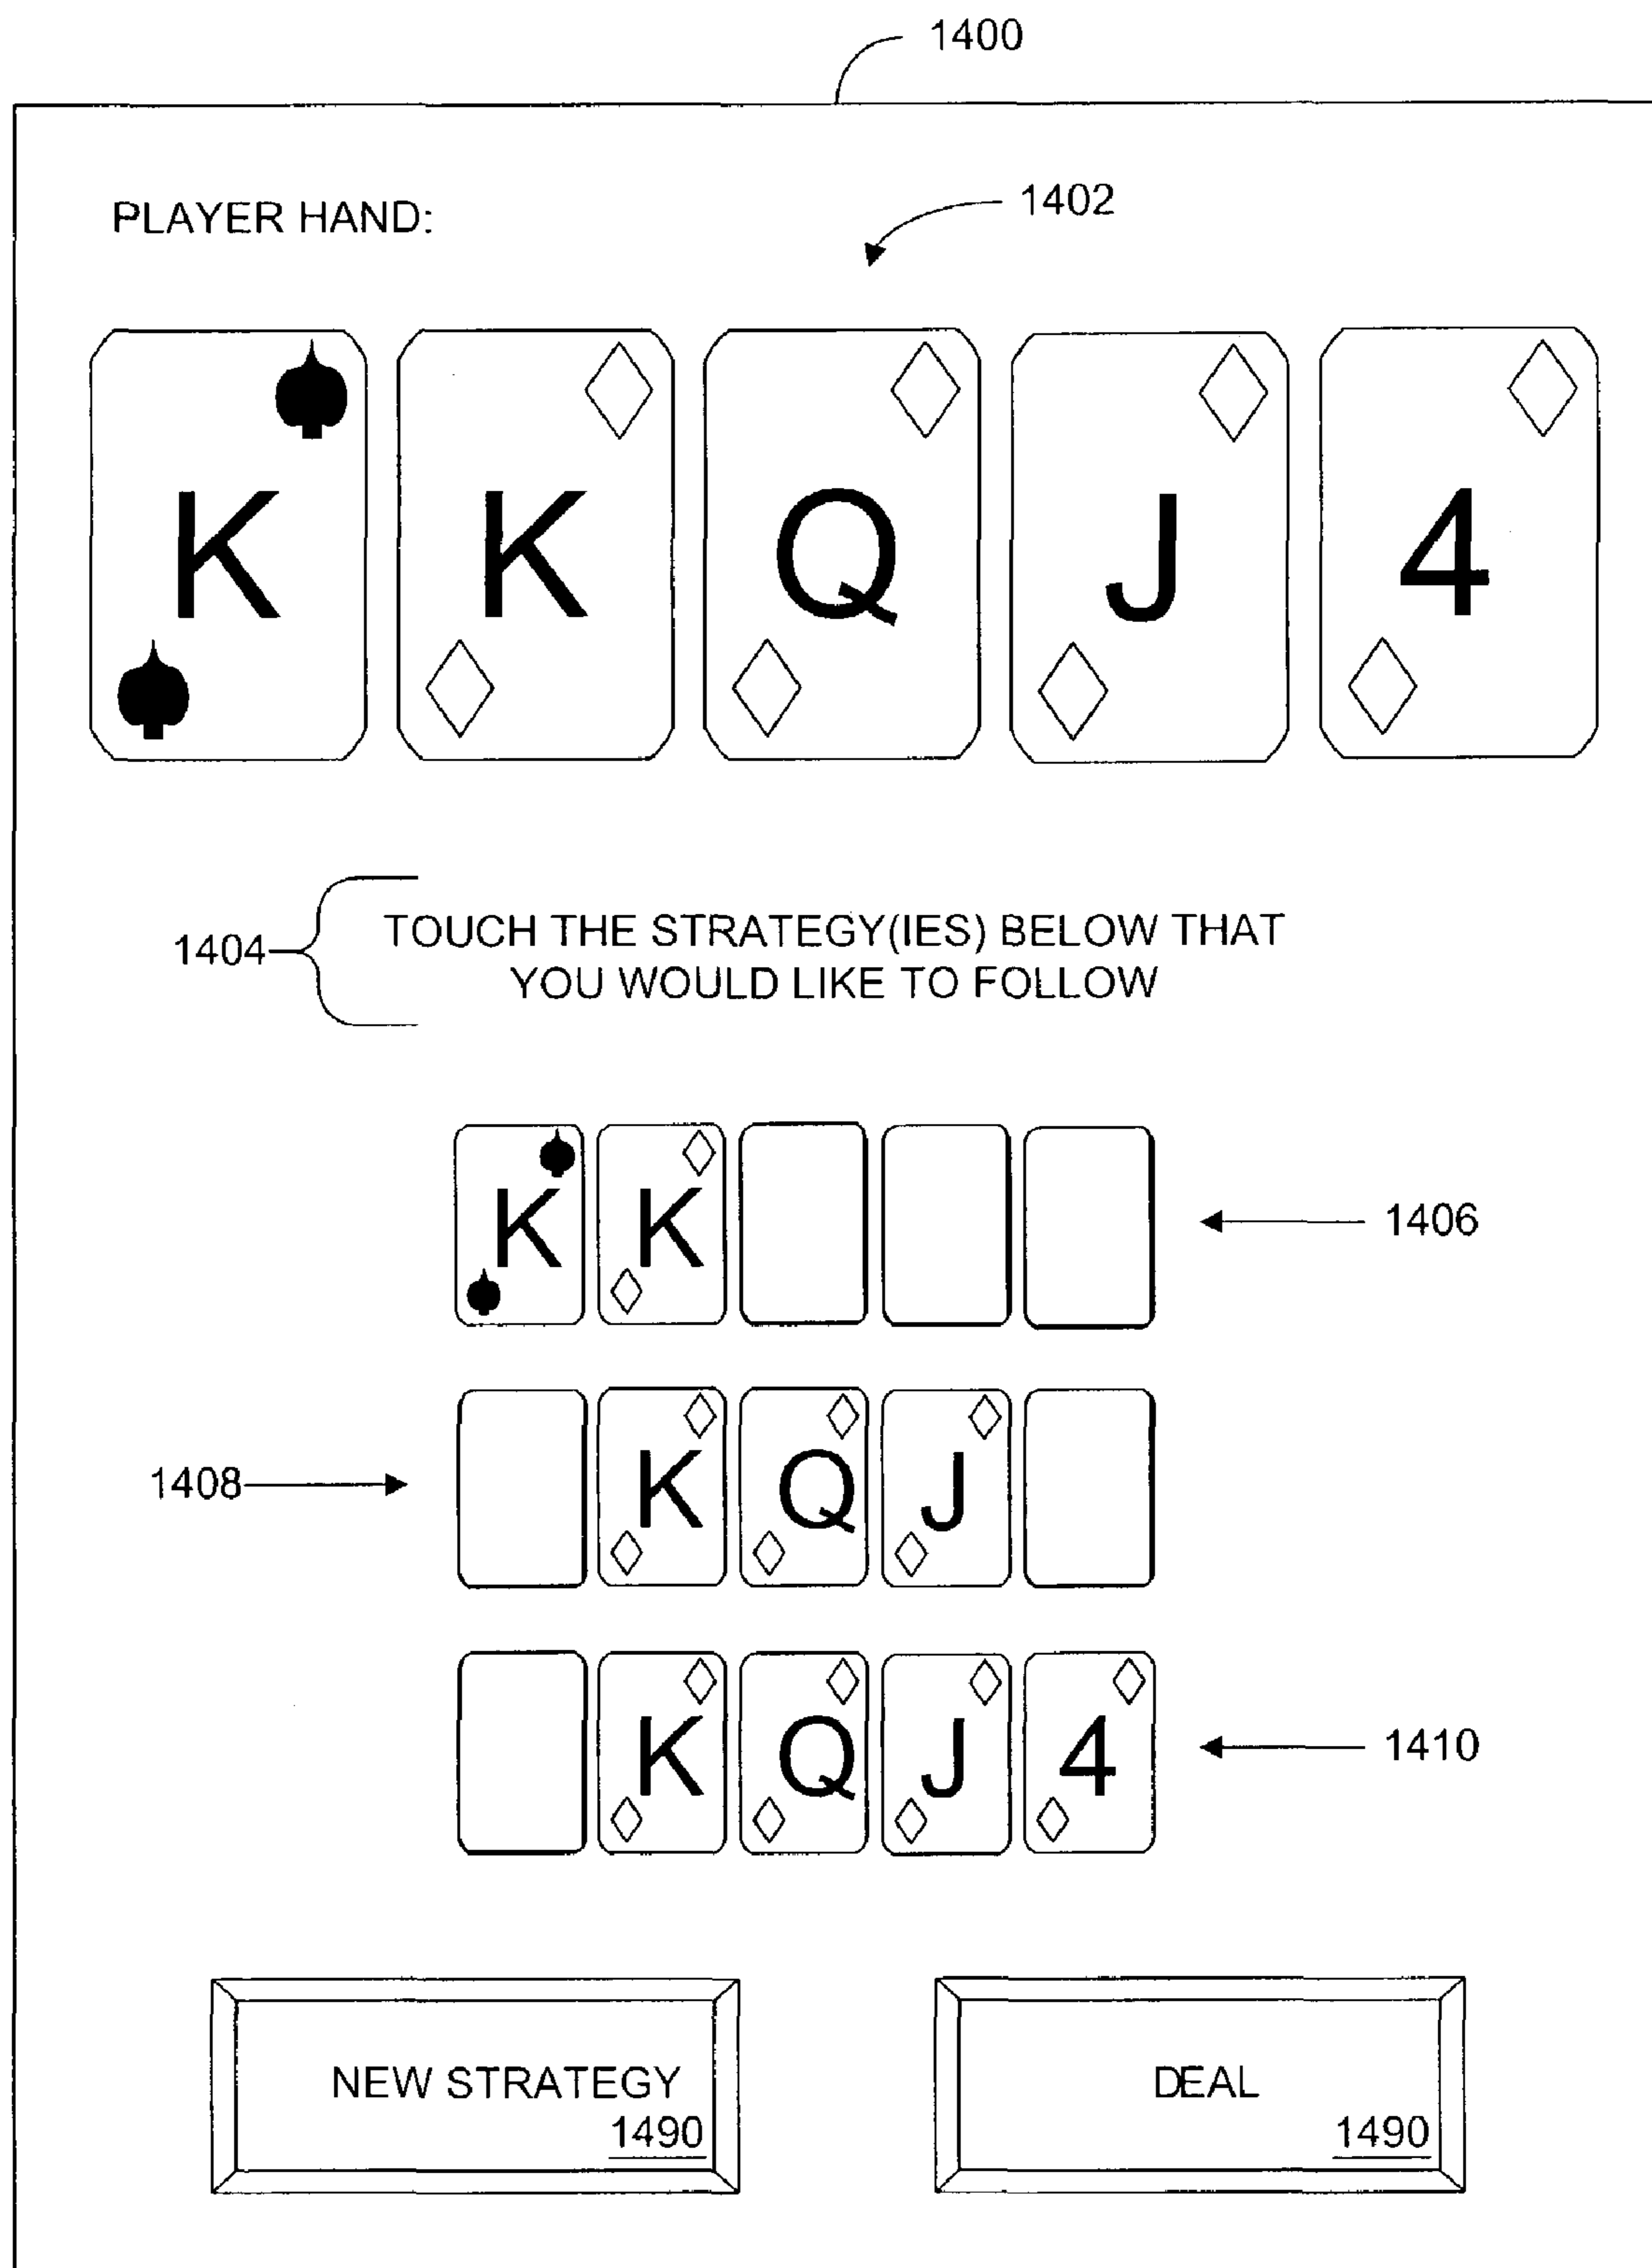 1400
PLAYER HAND:
1402
K K Q J 4
1404
TOUCH THE STRATEGY(IES) BELOW THAT
YOU WOULD LIKE TO FOLLOW
K K
1406
1408
K Q J
K Q J 4
1410
NEW STRATEGY
1490
DEAL
1490